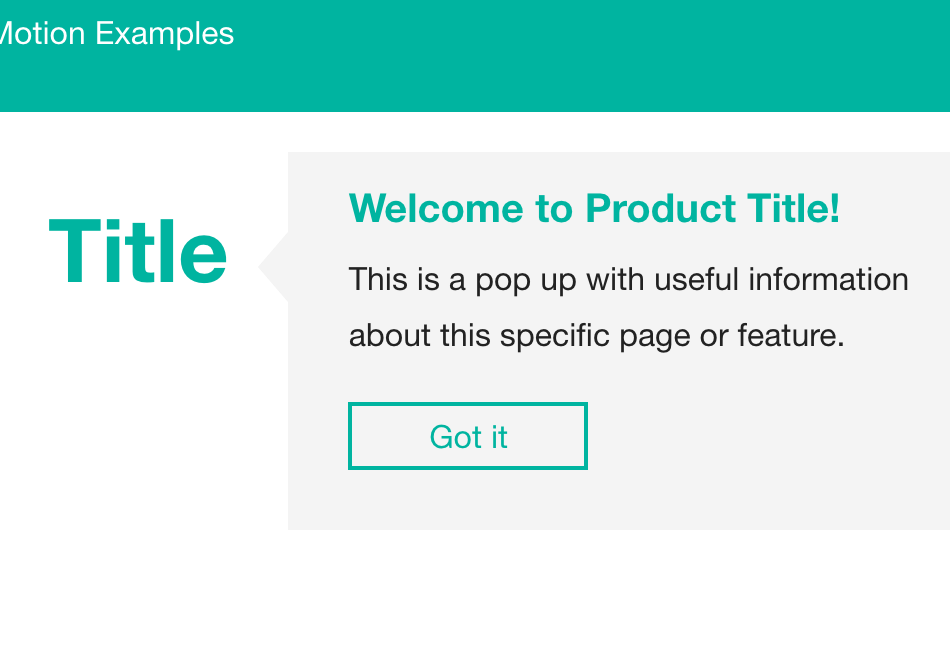 Motion Examples
Title
Welcome to Product Title!
This is a pop up with useful information
about this specific page or feature.
Got it